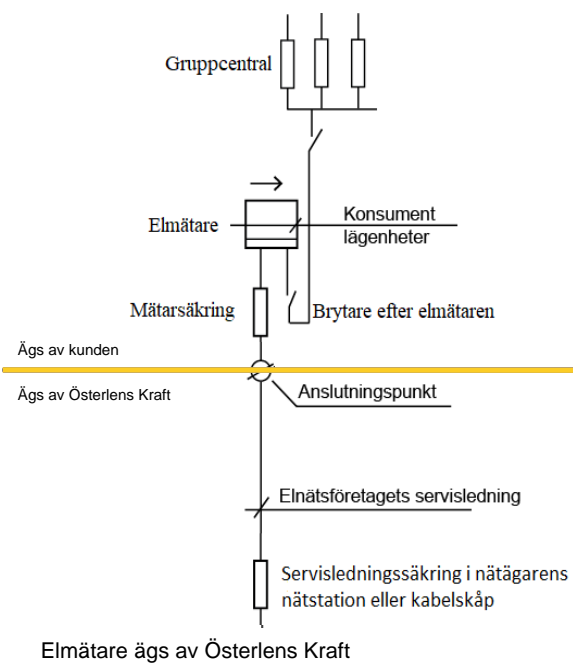 Gruppcentral
Elmätare
Konsument
lägenheter
Mätarsäkring
Brytare efter elmätaren
Ägs av kunden
Ägs av Österlens Kraft
Anslutningspunkt
Elnätsföretagets servisledning
Servisledningssäkring i nätägarens
nätstation eller kabelskåp
Elmätare ägs av Österlens Kraft